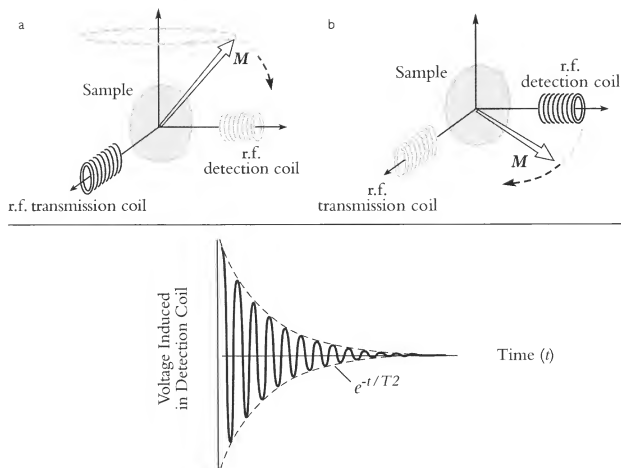 a
M
Sample
r.f.
detection coil
r.f. transmission coil
b
r.f.
detection coil
Sample
M
r.f.
transmission coil
Voltage Induced
in Detection Coil
Time (t)
e-t/T2